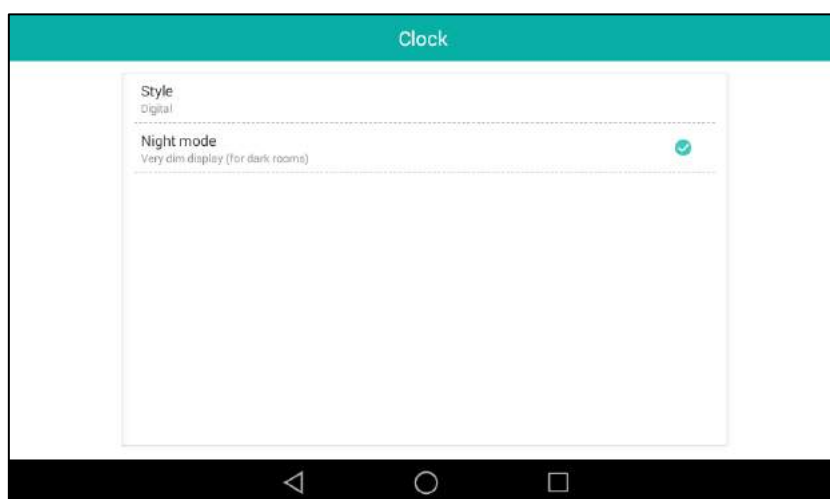 Clock
Style
Digital
Night mode
Very dim display (for dark rooms)